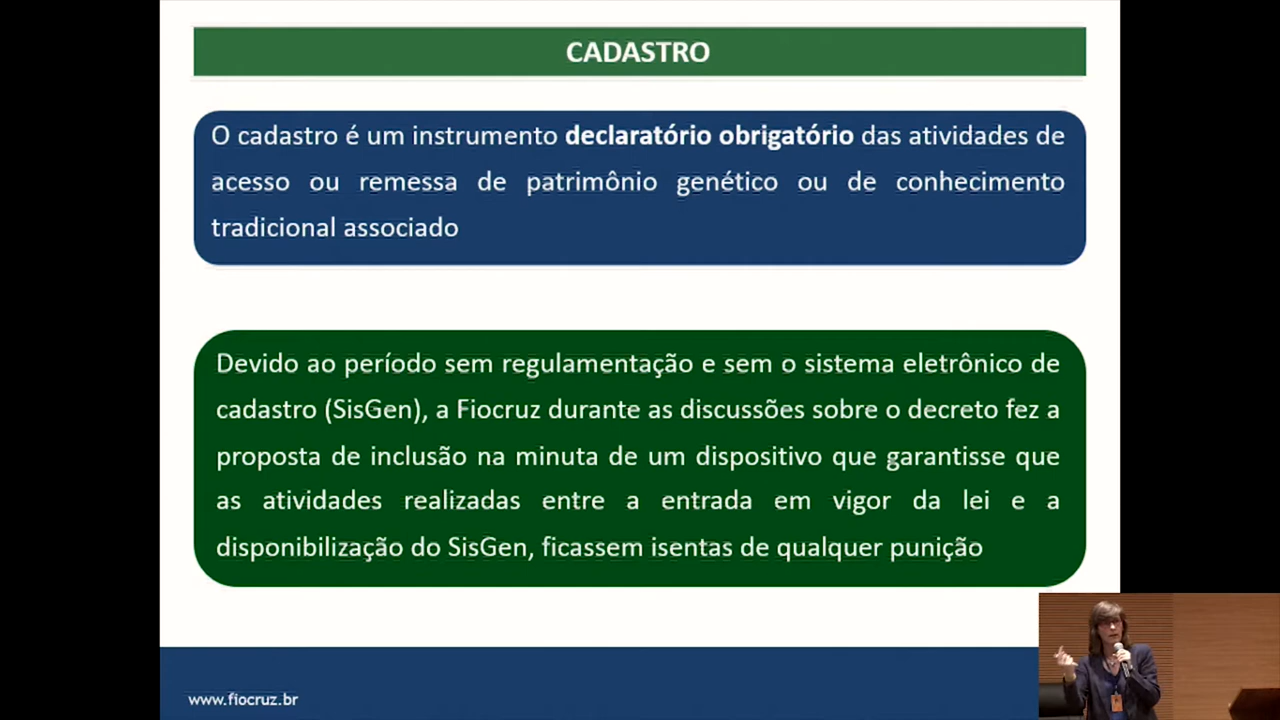 CADASTRO
O cadastro é um instrumento declaratório obrigatório das atividades de
acesso ou remessa de patrimônio genético ou de conhecimento
tradicional associado
Devido ao período sem regulamentação e sem o sistema eletrônico de
cadastro (SisGen), a Fiocruz durante as discussões sobre o decreto fez a
proposta de inclusão na minuta de um dispositivo que garantisse que
as atividades realizadas entre a entrada em vigor da lei e a
disponibilização do SisGen, ficassem isentas de qualquer punição
www.fiocruz.br